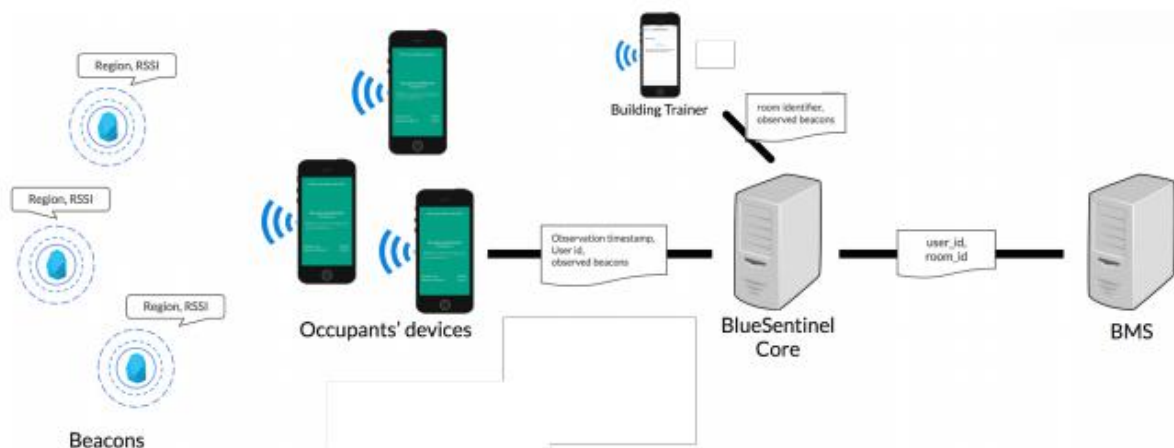 Region, RSSI
Region, RSSI
Region, RSSI
Beacons
Occupants' devices
Building Trainer
room identifier,
observed beacons
Observation timestamp,
User id,
observed beacons
BlueSentinel
Core
user_id,
room_id
BMS